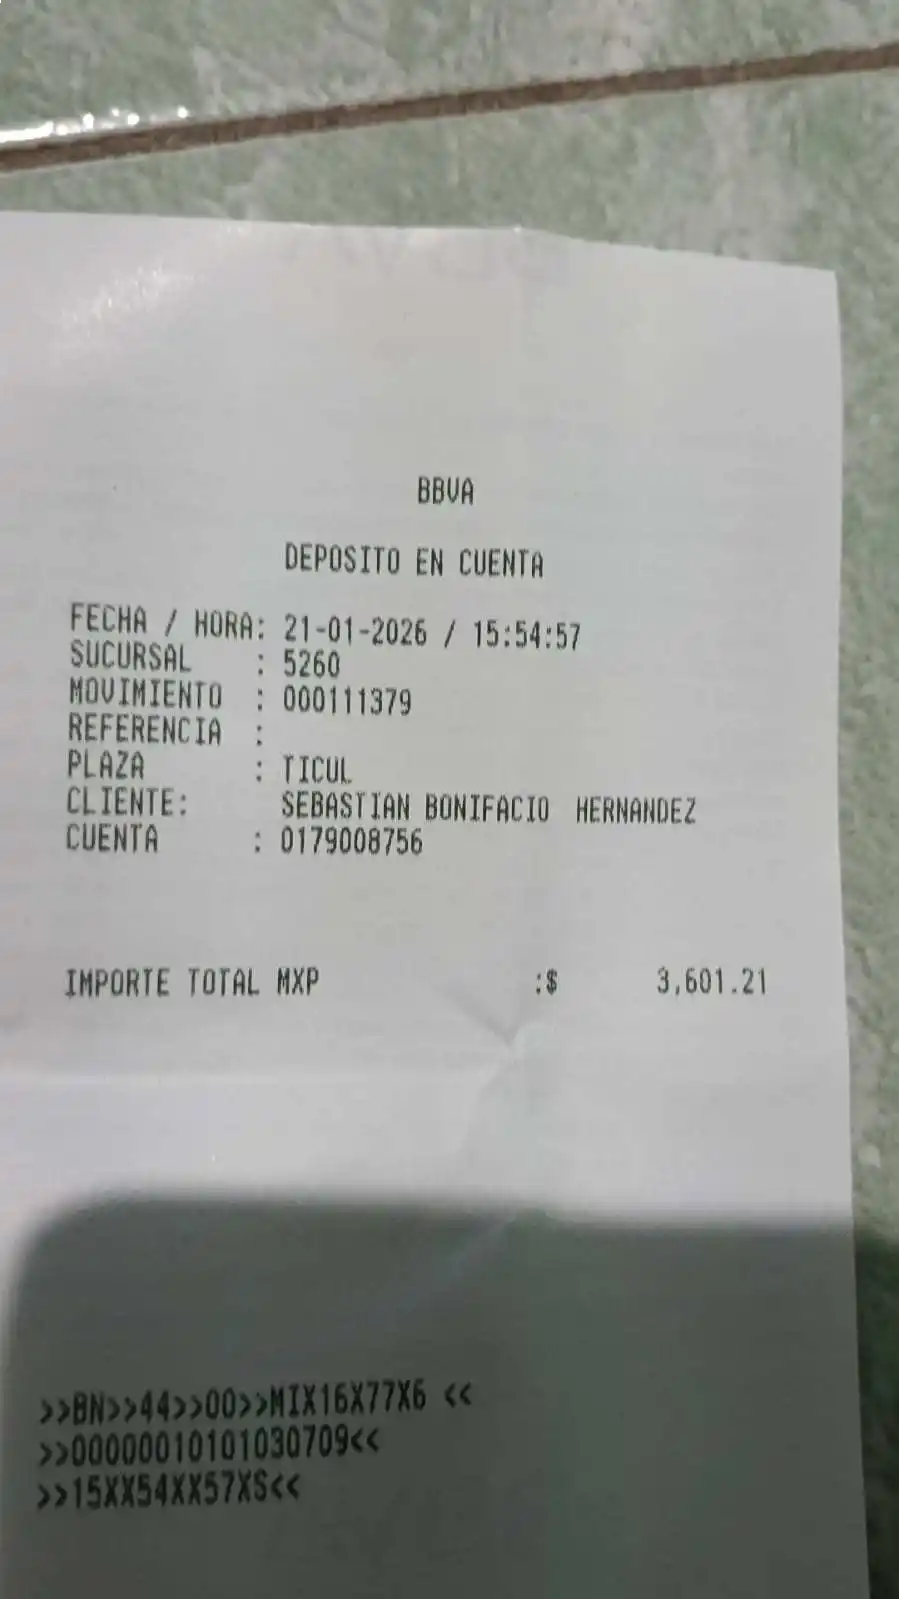 BBVA
DEPOSITO EN CUENTA
FECHA / HORA: 21-01-2026 / 15:54:57
SUCURSAL : 5260
MOVIMIENTO : 000111379
REFERENCIA :
PLAZA : TICUL
CLIENTE: SEBASTIAN BONIFACIO HERNANDEZ
CUENTA : 0179008756
IMPORTE TOTAL MXP :$ 3,601.21
>>BN>>44>>00>>MIX16X77X6 <<
>>00000010101030709<<
>>15XX54XX57XS<<